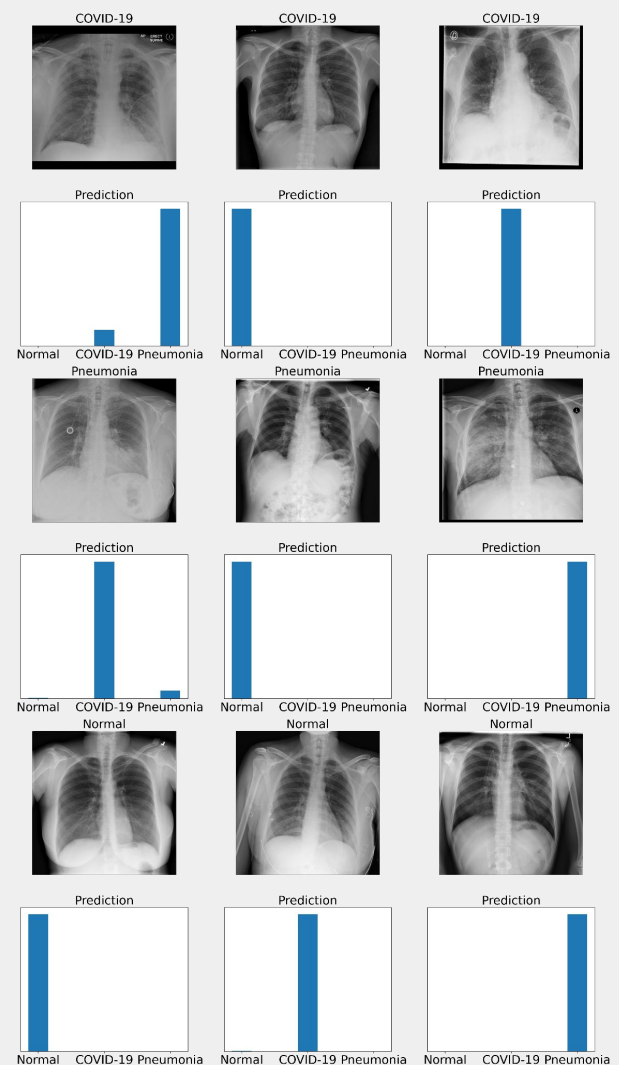 COVID-19 COVID-19 COVID-19
AP ERECT
Prediction Prediction Prediction
Normal COVID-19 Pneumonia Normal COVID-19 Pneumonia Normal COVID-19 Pneumonia
Pneumonia Pneumonia Pneumonia
Prediction Prediction Prediction
Normal COVID-19 Pneumonia Normal COVID-19 Pneumonia Normal COVID-19 Pneumonia
Normal Normal Normal
Prediction Prediction Prediction
Normal COVID-19 Pneumonia Normal COVID-19 Pneumonia Normal COVID-19 Pneumonia